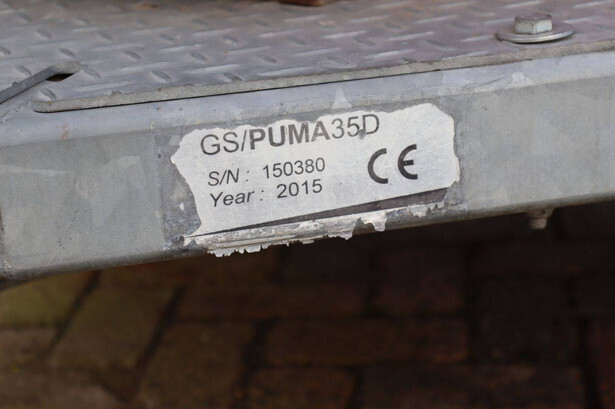 GS/PUMA35D
S/N : 150380
Year : 2015
CE